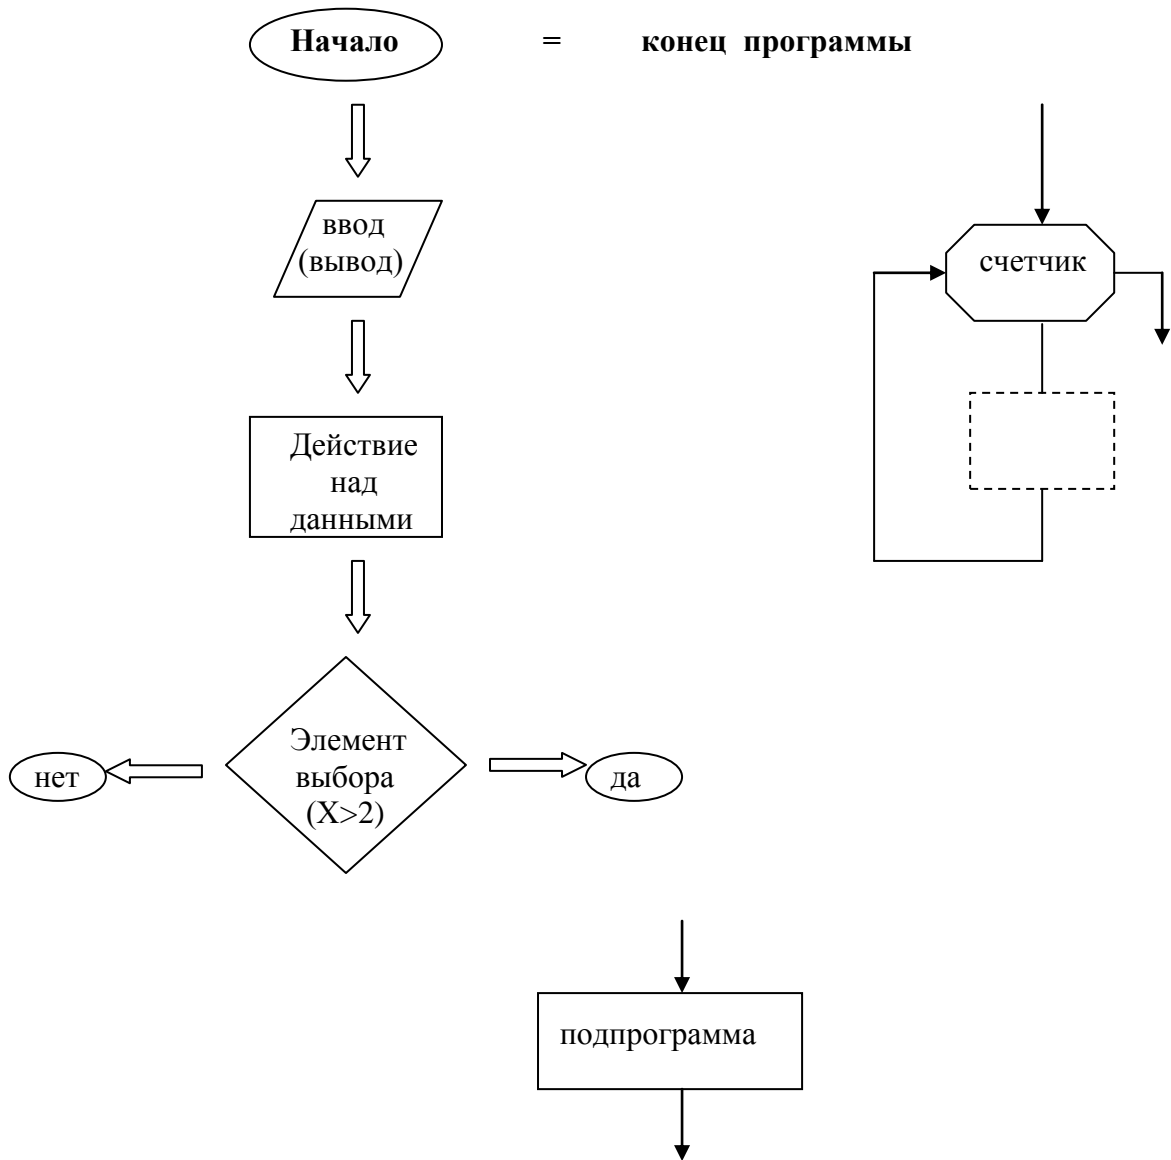 Начало = конец программы
ввод
(вывод)
счетчик
Действие
над
данными
Элемент
выбора
(X>2)
нет
да
подпрограмма